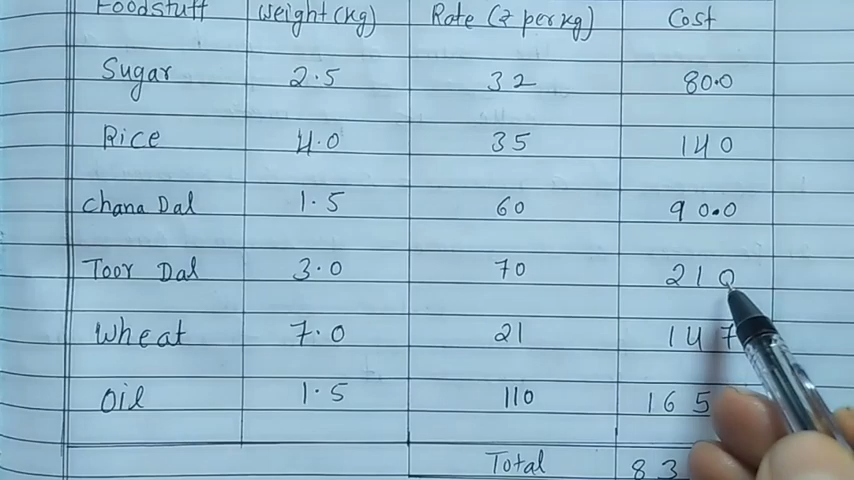 Foodstuff Weight (kg) Rate (₹ per kg) Cost
Sugar 2.5 32 80.0
Rice 4.0 35 140
Chana Dal 1.5 60 90.0
Toor Dal 3.0 70 210
Wheat 7.0 21 147
Oil 1.5 110 165
Total 83